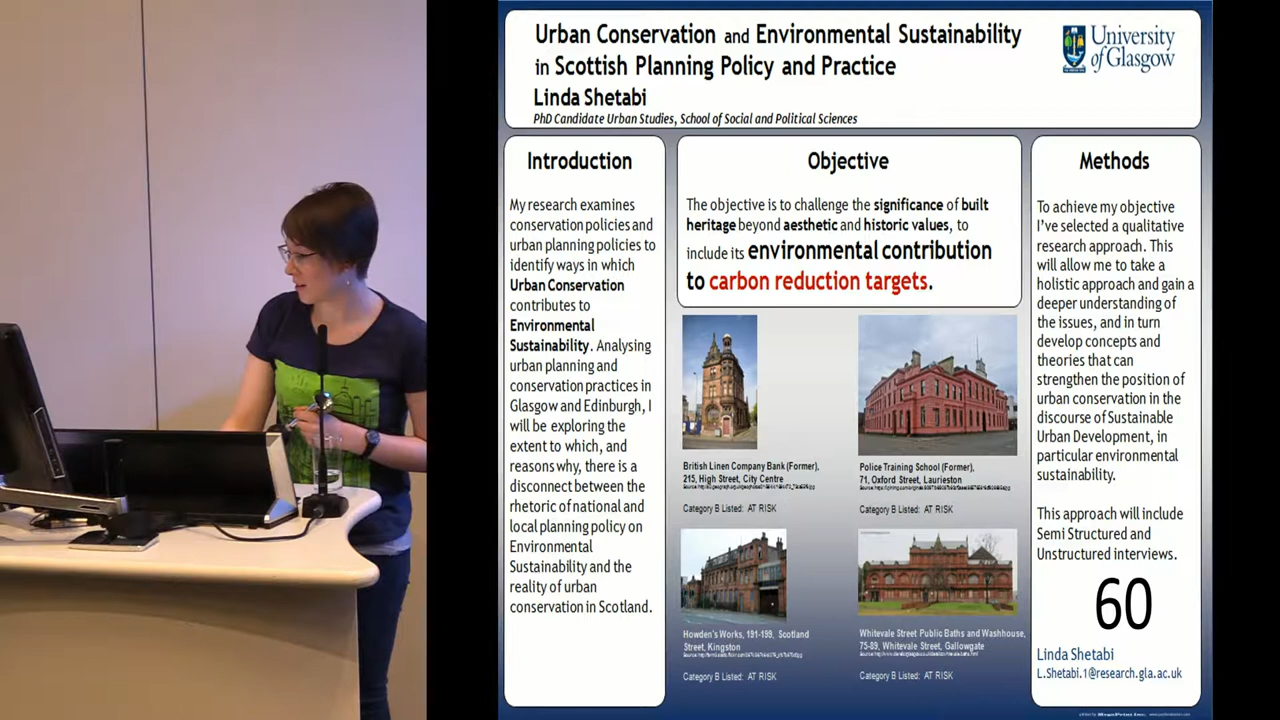 Urban Conservation and Environmental Sustainability
in Scottish Planning Policy and Practice
Linda Shetabi
PhD Candidate Urban Studies, School of Social and Political Sciences
University
of Glasgow
Introduction
My research examines
conservation policies and
urban planning policies to
identify ways in which
Urban Conservation
contributes to
Environmental
Sustainability. Analysing
urban planning and
conservation practices in
Glasgow and Edinburgh, I
will be exploring the
extent to which, and
reasons why, there is a
disconnect between the
rhetoric of national and
local planning policy on
Environmental
Sustainability and the
reality of urban
conservation in Scotland.
Objective
The objective is to challenge the significance of built
heritage beyond aesthetic and historic values, to
include its environmental contribution
to carbon reduction targets.
British Linen Company Bank (Former),
215, High Street, City Centre
Category B Listed: AT RISK
Police Training School (Former),
71, Oxford Street, Laurieston
Category B Listed: AT RISK
Howden's Works, 191-199, Scotland
Street, Kingston
Category B Listed: AT RISK
Whitevale Street Public Baths and Washhouse,
75-89, Whitevale Street, Gallowgate
Category B Listed: AT RISK
Methods
To achieve my objective
I've selected a qualitative
research approach. This
will allow me to take a
holistic approach and gain a
deeper understanding of
the issues, and in turn
develop concepts and
theories that can
strengthen the position of
urban conservation in the
discourse of Sustainable
Urban Development, in
particular environmental
sustainability.
This approach will include
Semi Structured and
Unstructured interviews.
60
Linda Shetabi
L.Shetabi.1@research.gla.ac.uk